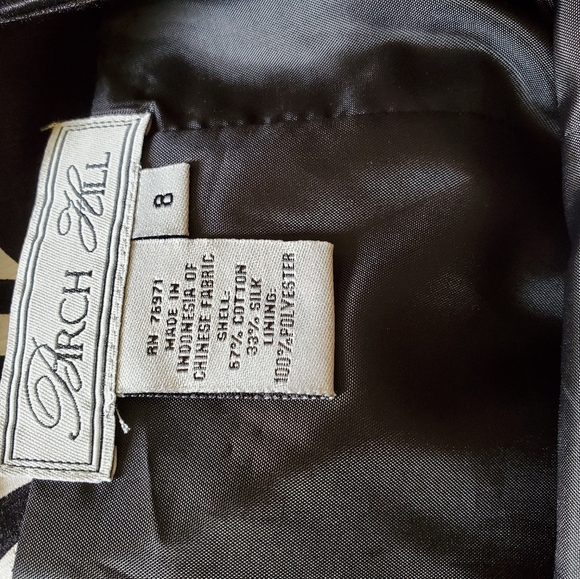 BIRCH HILL
8
RN 76971
MADE IN
INDONESIA OF
CHINESE FABRIC
SHELL:
67% COTTON
33% SILK
LINING:
100% POLYESTER